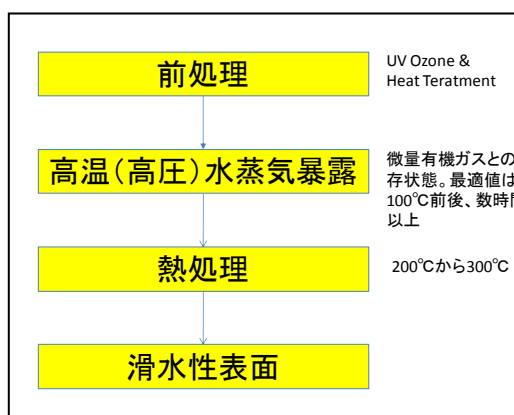 前処理
UV Ozone &
Heat Teratment
高温(高圧)水蒸気暴露
微量有機ガスとの
存状態。最適値は
100℃前後、数時
以上
熱処理
200℃から300℃
滑水性表面